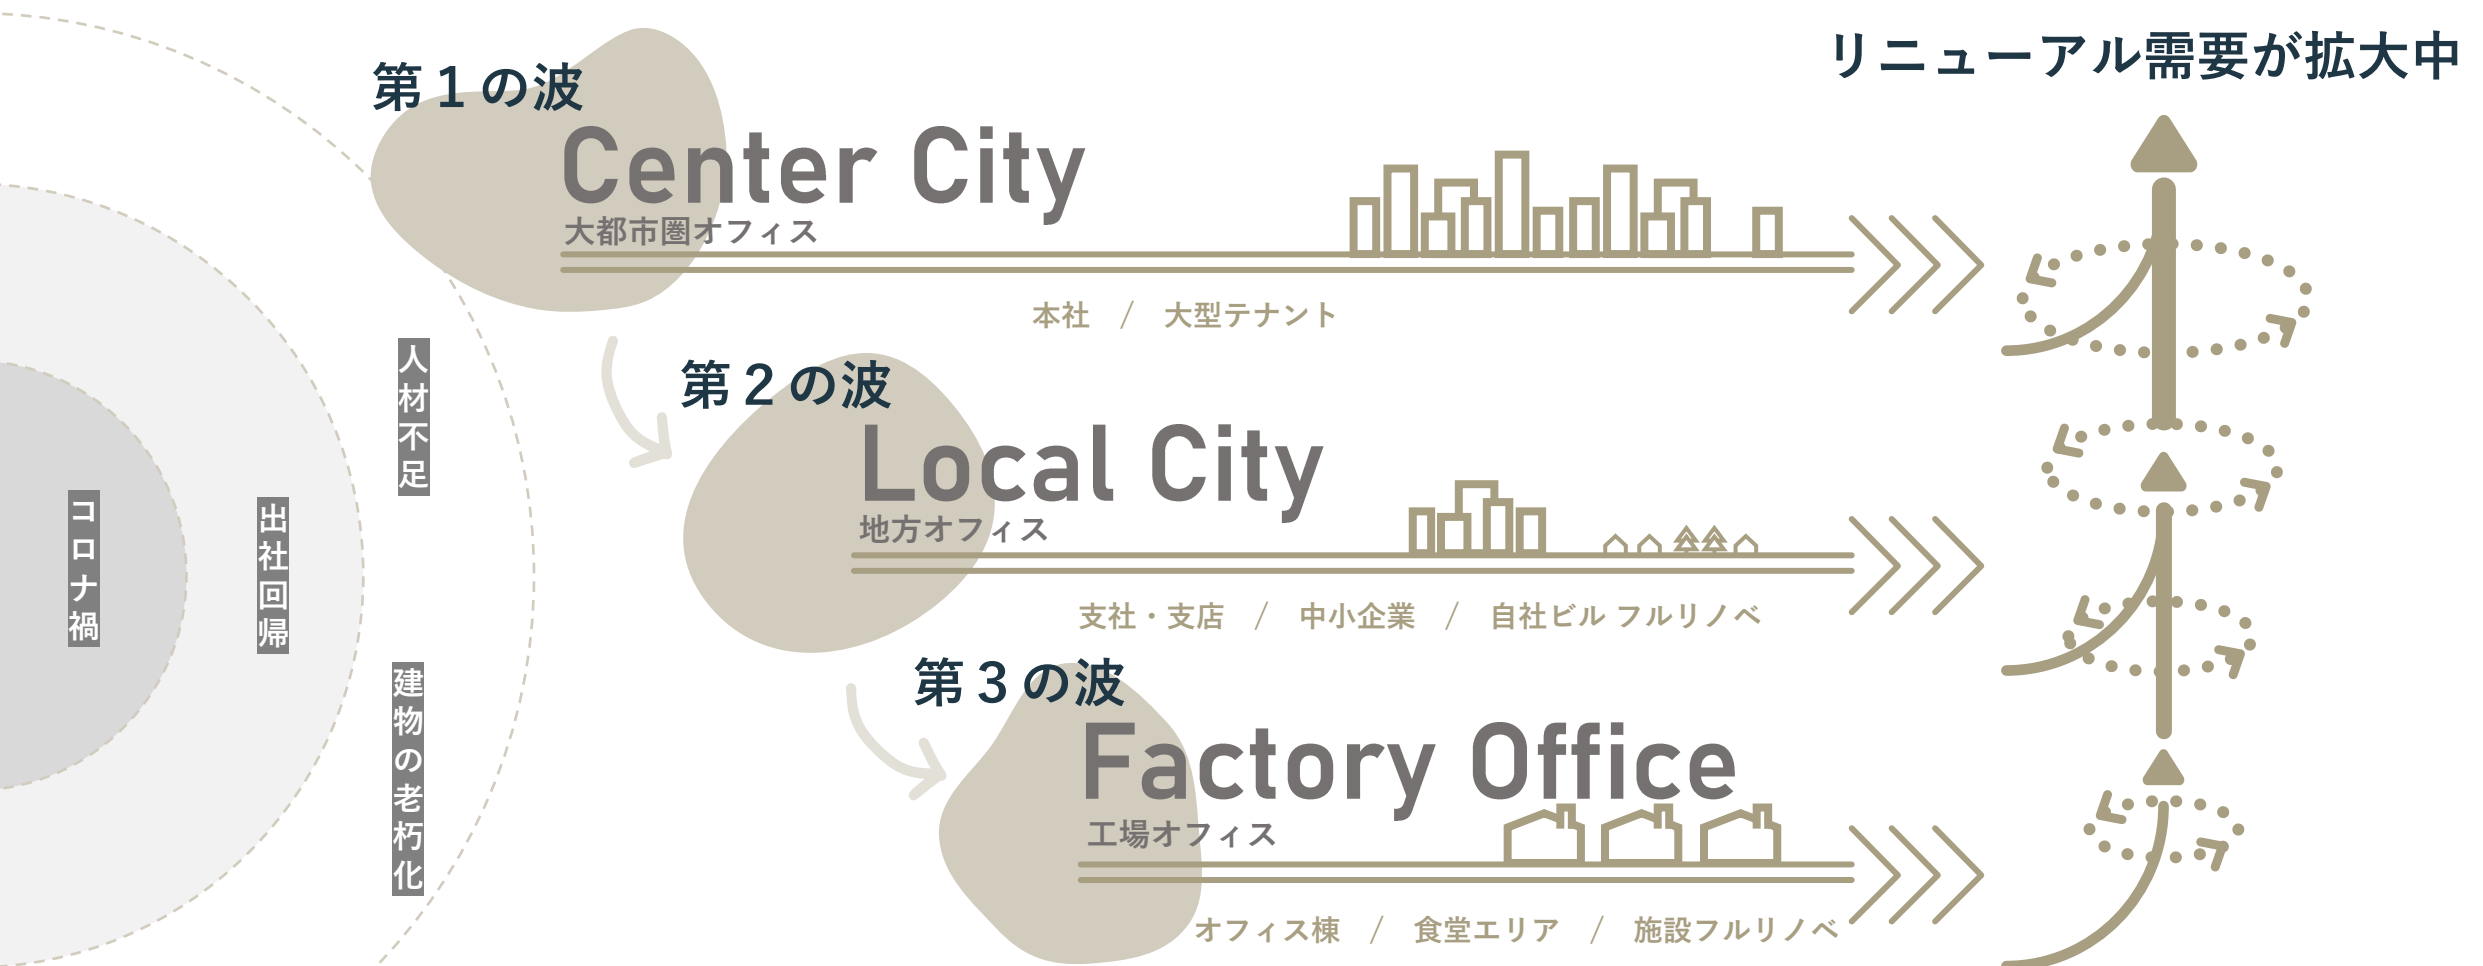 リニューアル需要が拡大中
第1の波
Center City
大都市圏オフィス
本社 / 大型テナント
第2の波
Local City
地方オフィス
支社・支店 / 中小企業 / 自社ビル フルリノベ
第3の波
Factory Office
工場オフィス
オフィス棟 / 食堂エリア / 施設フルリノベ
コロナ禍
出社回帰
人材不足
建物の老朽化